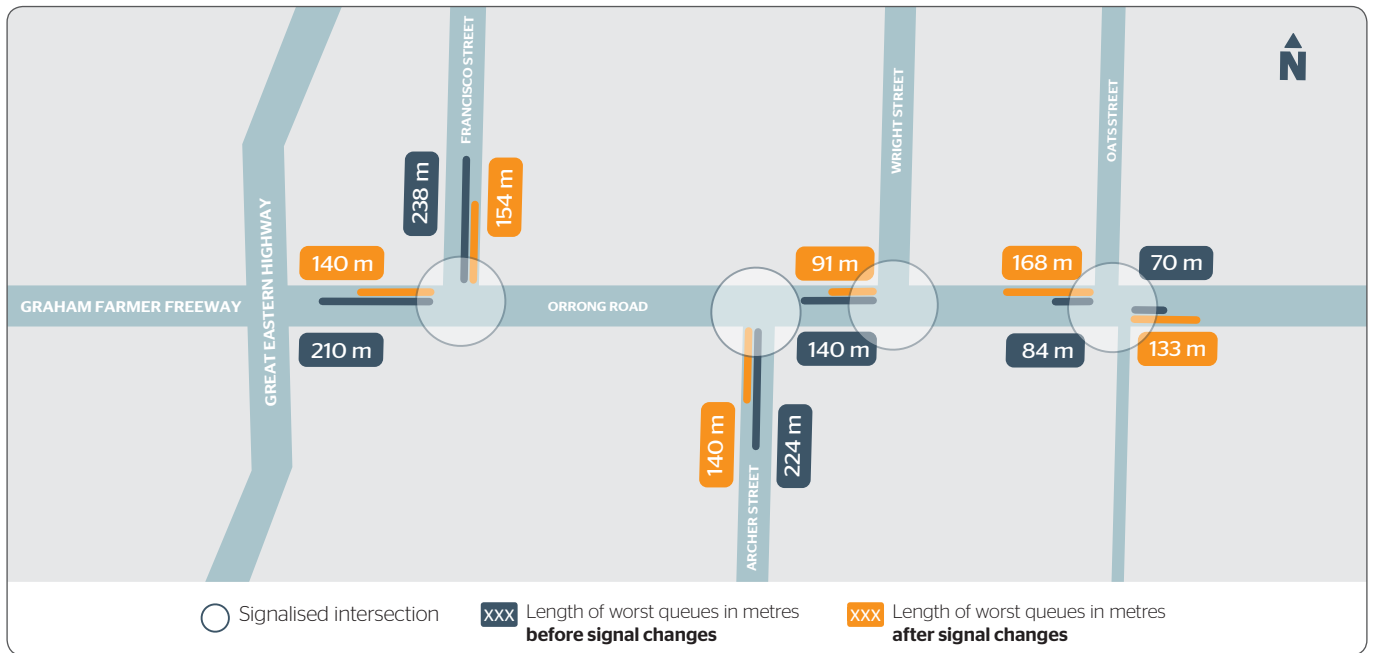 N
FRANCISCO STREET
WRIGHT STREET
OATS STREET
238 m
154 m
GREAT EASTERN HIGHWAY
140 m
91 m
168 m
70 m
GRAHAM FARMER FREEWAY
ORRONG ROAD
210 m
140 m
84 m
133 m
140 m
224 m
ARCHER STREET
Signalised intersection
XXX Length of worst queues in metres
before signal changes
XXX Length of worst queues in metres
after signal changes